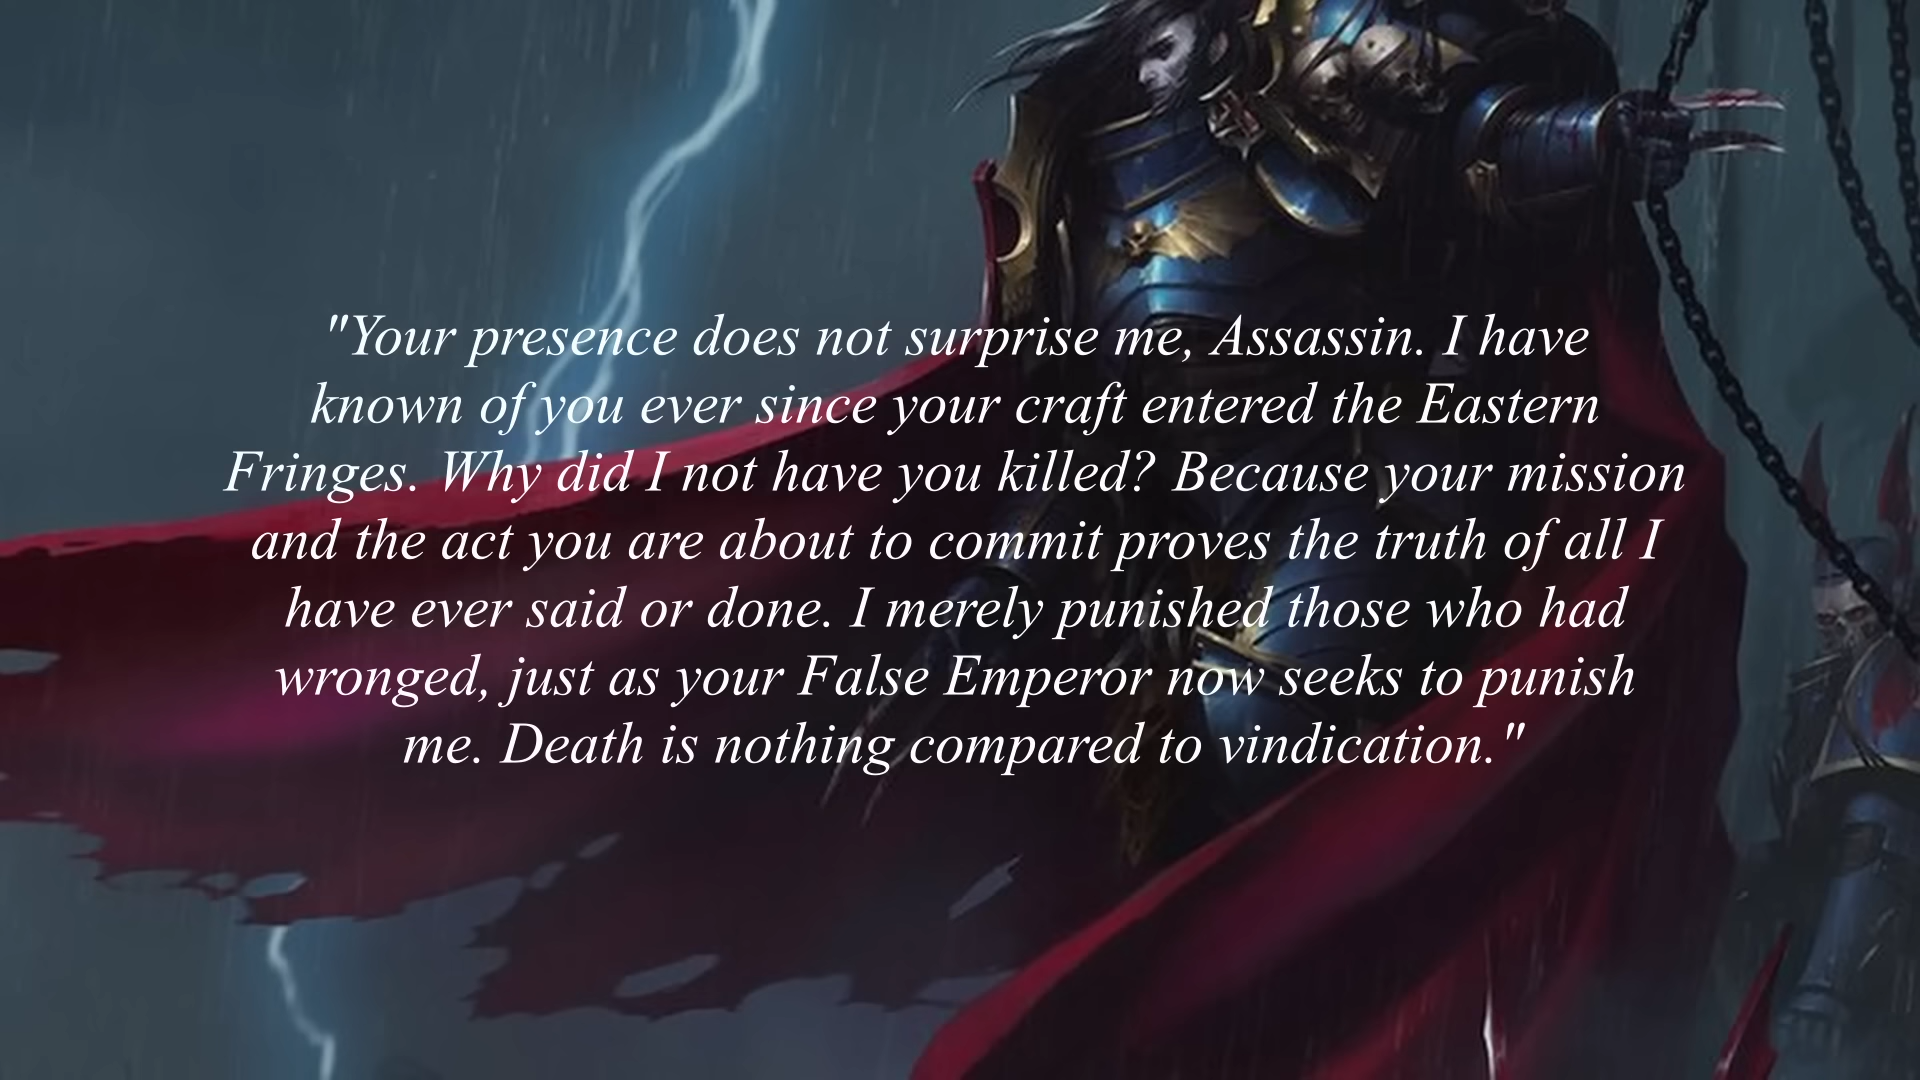 "Your presence does not surprise me, Assassin. I have
known of you ever since your craft entered the Eastern
Fringes. Why did I not have you killed? Because your mission
and the act you are about to commit proves the truth of all I
have ever said or done. I merely punished those who had
wronged, just as your False Emperor now seeks to punish
me. Death is nothing compared to vindication."